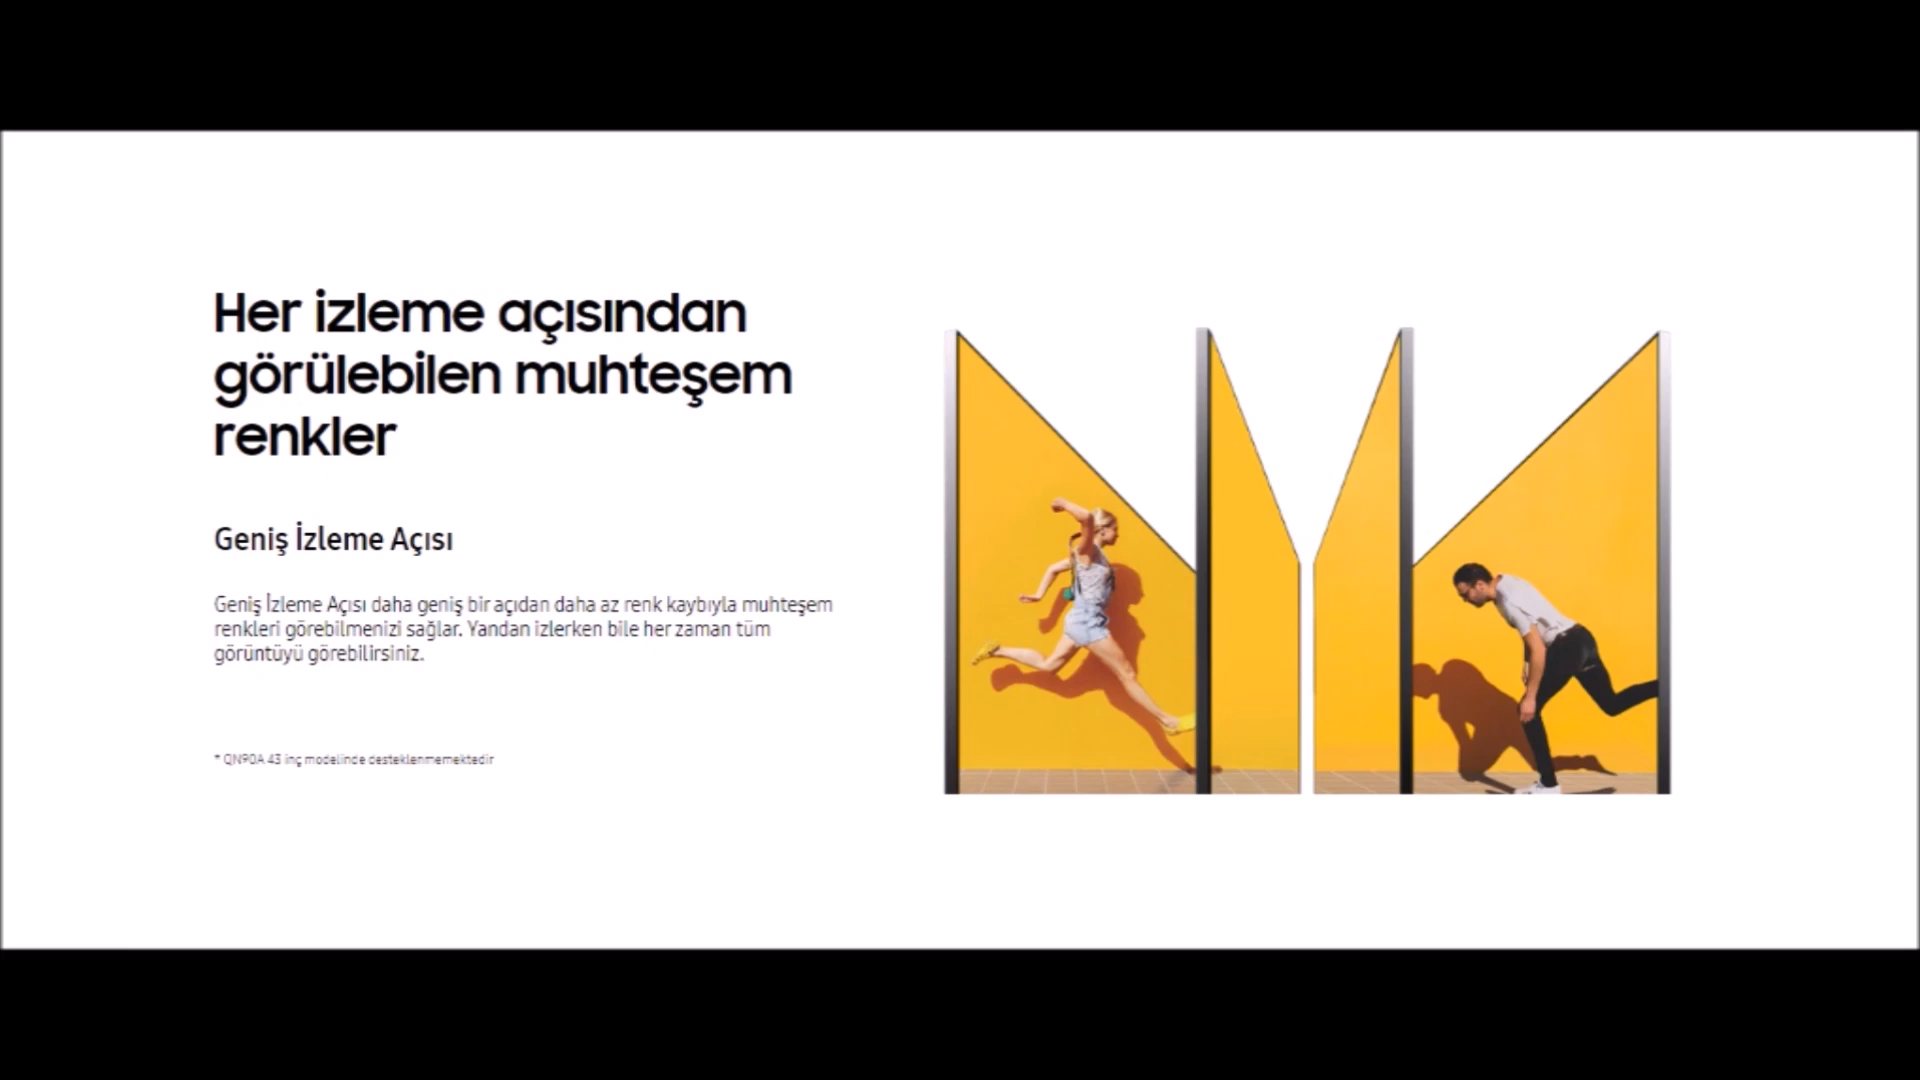 Her izleme açısından
görülebilen muhteşem
renkler
Geniş İzleme Açısı
Geniş İzleme Açısı daha geniş bir açıdan daha az renk kaybıyla muhteşem
renkleri görebilmenizi sağlar. Yandan izlerken bile her zaman tüm
görüntüyü görebilirsiniz.
* QN90A 43 inç modelinde desteklenmemektedir